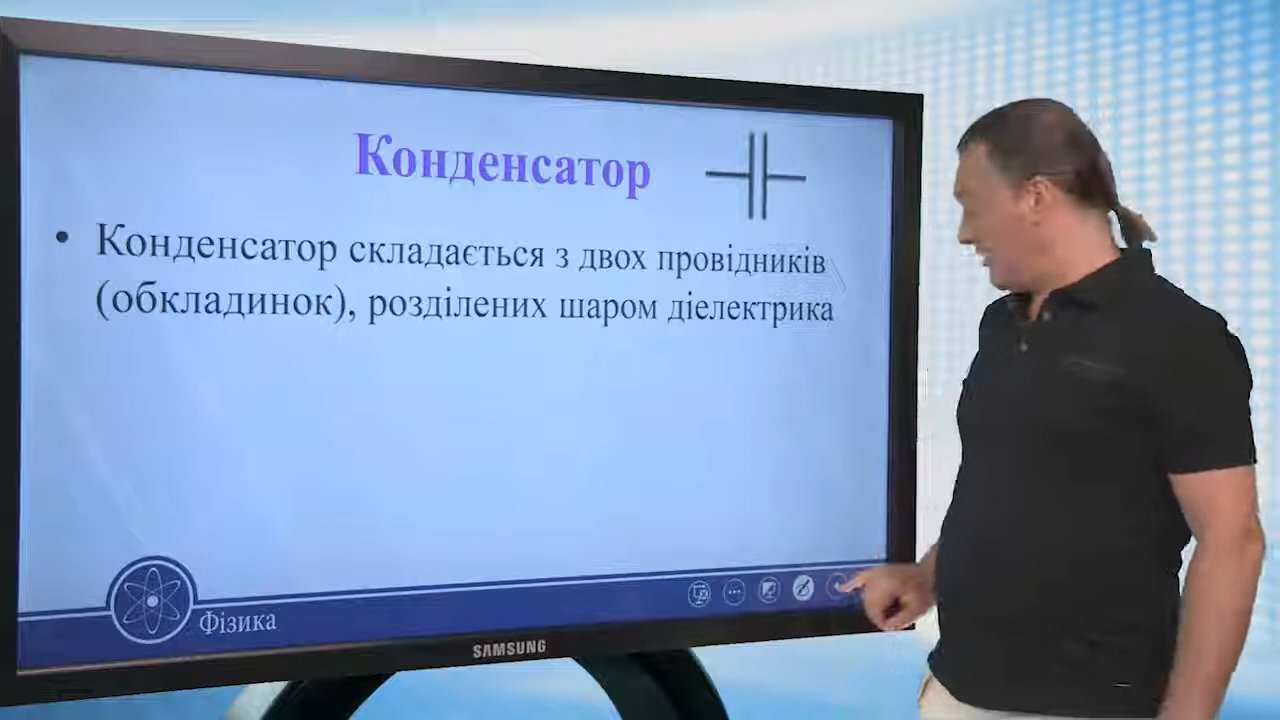 Конденсатор
• Конденсатор складається з двох провідників
(обкладинок), розділених шаром діелектрика
Фізика
SAMSUNG